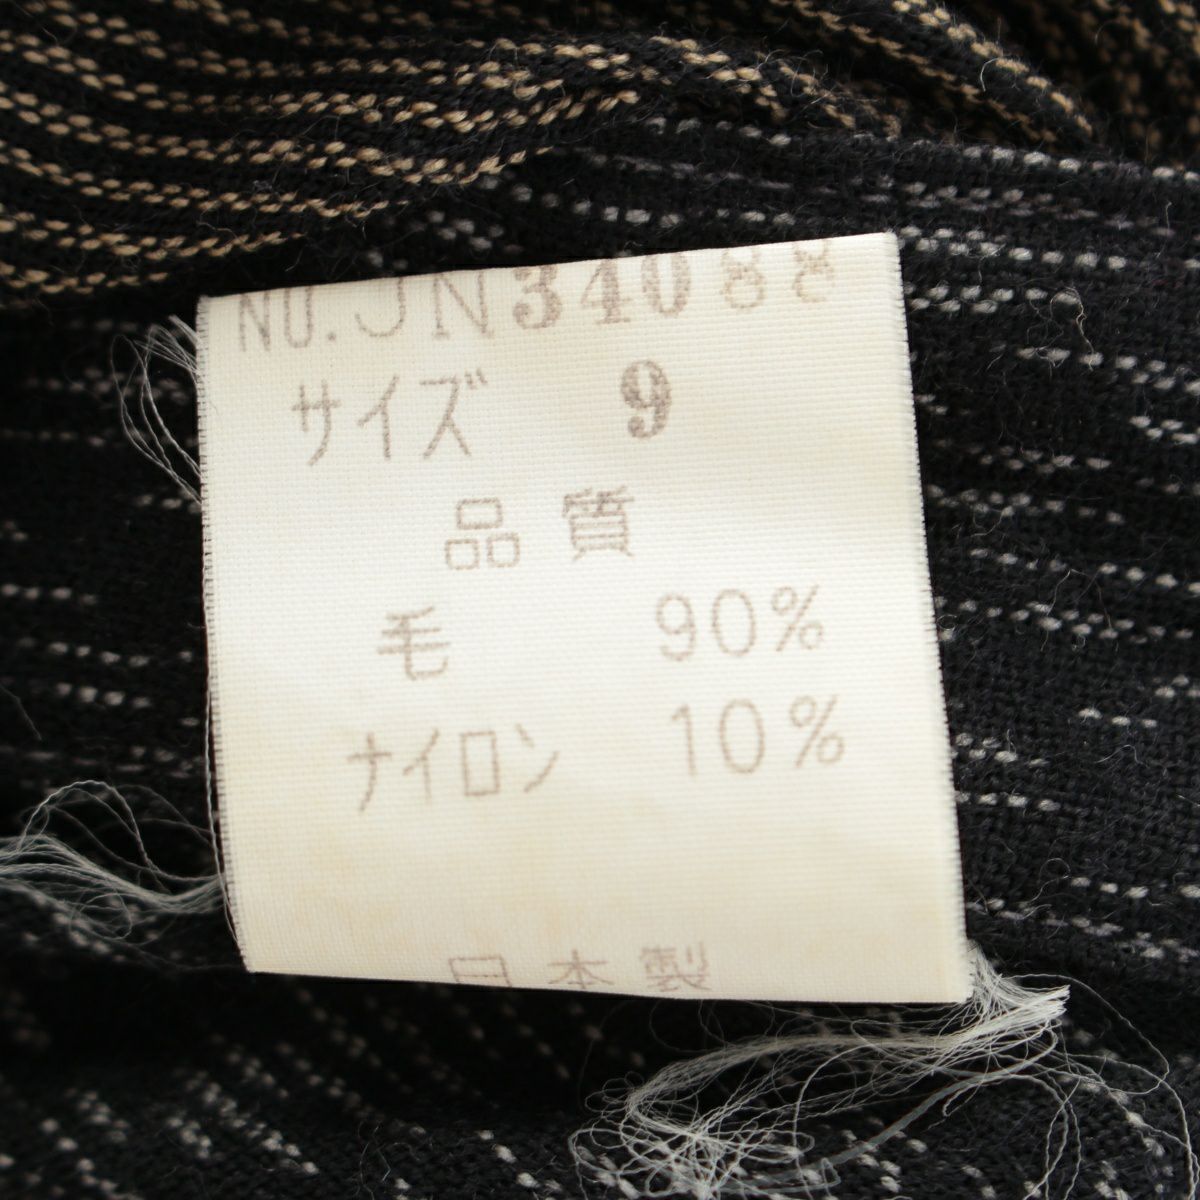 NO.JN34088
サイズ 9
品質
毛 90%
ナイロン 10%
日本製